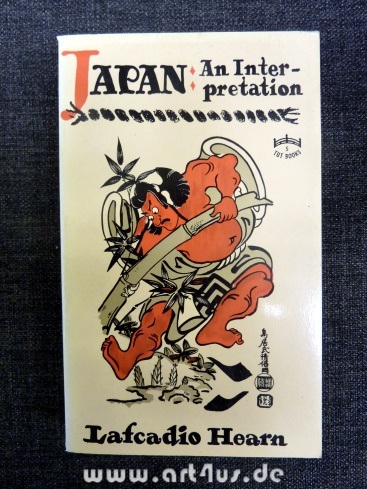 JAPAN: An Inter-
pretation
TUT BOOKS
Lafcadio Hearn
www.art4us.de